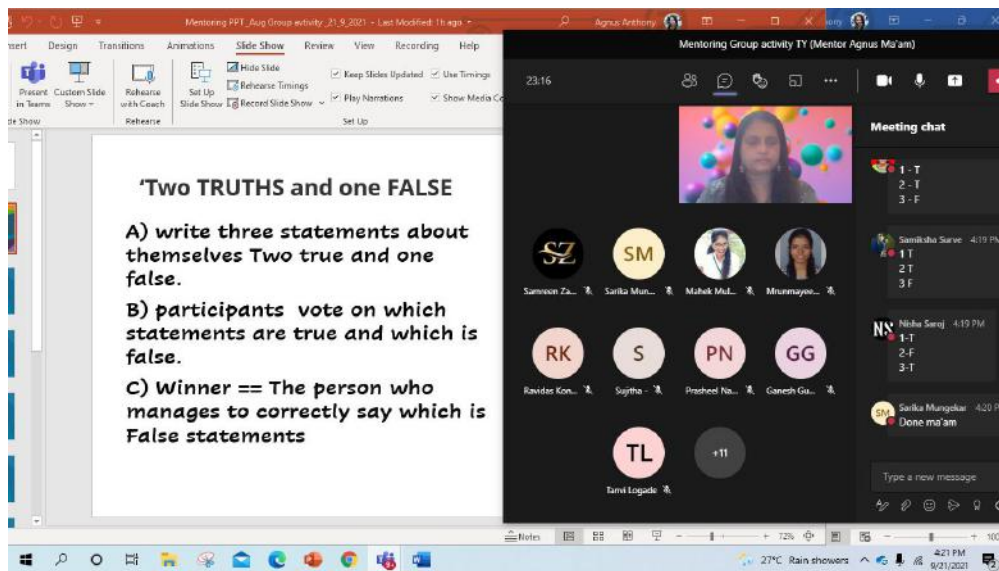 Mentoring PPT_Aug Group avtivity_21_9_2021 - Last Modified: 1h ago
Agnus Anthony
Design Transitions Animations Slide Show Review View Recording Help
Present in Teams
Custom Slide Show
Rehearse with Coach
Set Up Slide Show
Hide Slide
Rehearse Timings
Record Slide Show
Keep Slides Updated
Use Timings
Play Narrations
Rehearse
Set Up
'Two TRUTHS and one FALSE
A) write three statements about
themselves Two true and one
false.
B) participants vote on which
statements are true and which is
false.
C) Winner == The person who
manages to correctly say which is
False statements
Mentoring Group activity TY (Mentor Agnus Ma'am)
23:16
SZ
SM
Samreen Za...
Sarika Mun...
Mahek Mul...
Mrunmayee...
RK
S
PN
GG
Ravidas Kon...
Sujitha -
Prasheel Na...
Ganesh Gu...
TL
+11
Tanvi Logade
Meeting chat
1 - T
2 - T
3 - F
Samiksha Surve 4:19 PM
1 T
2 T
3 F
NS
Nisha Saroj 4:19 PM
1-T
2-F
3-T
SM
Sarika Mungekar 4:20
Done ma'am
Type a new message
Notes
72%
27°C Rain showers
4:21 PM
9/21/2021